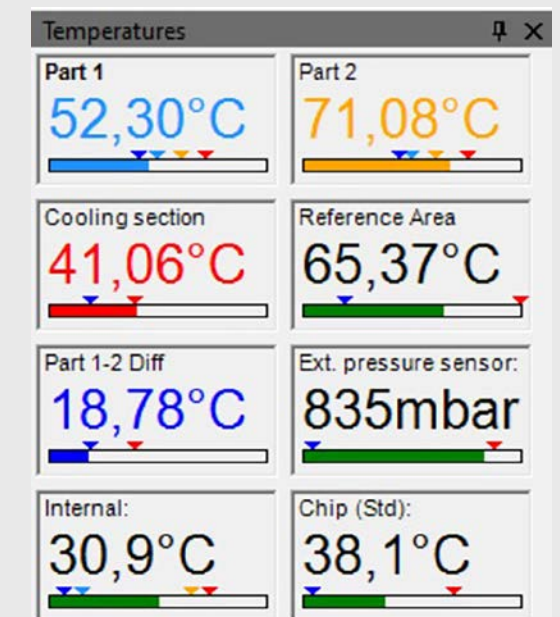 Temperatures
Part 1
52,30°C
Part 2
71,08°C
Cooling section
41,06°C
Reference Area
65,37°C
Part 1-2 Diff
18,78°C
Ext. pressure sensor:
835mbar
Internal:
30,9°C
Chip (Std):
38,1°C